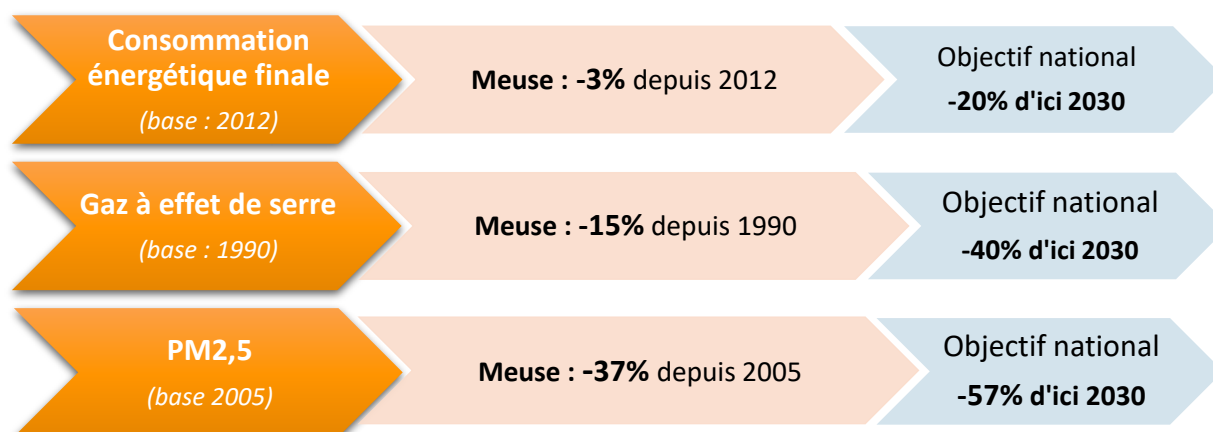 Consommation
énergétique finale
(base : 2012)
Meuse : -3% depuis 2012
Objectif national
-20% d'ici 2030
Gaz à effet de serre
(base : 1990)
Meuse : -15% depuis 1990
Objectif national
-40% d'ici 2030
PM2,5
(base 2005)
Meuse : -37% depuis 2005
Objectif national
-57% d'ici 2030